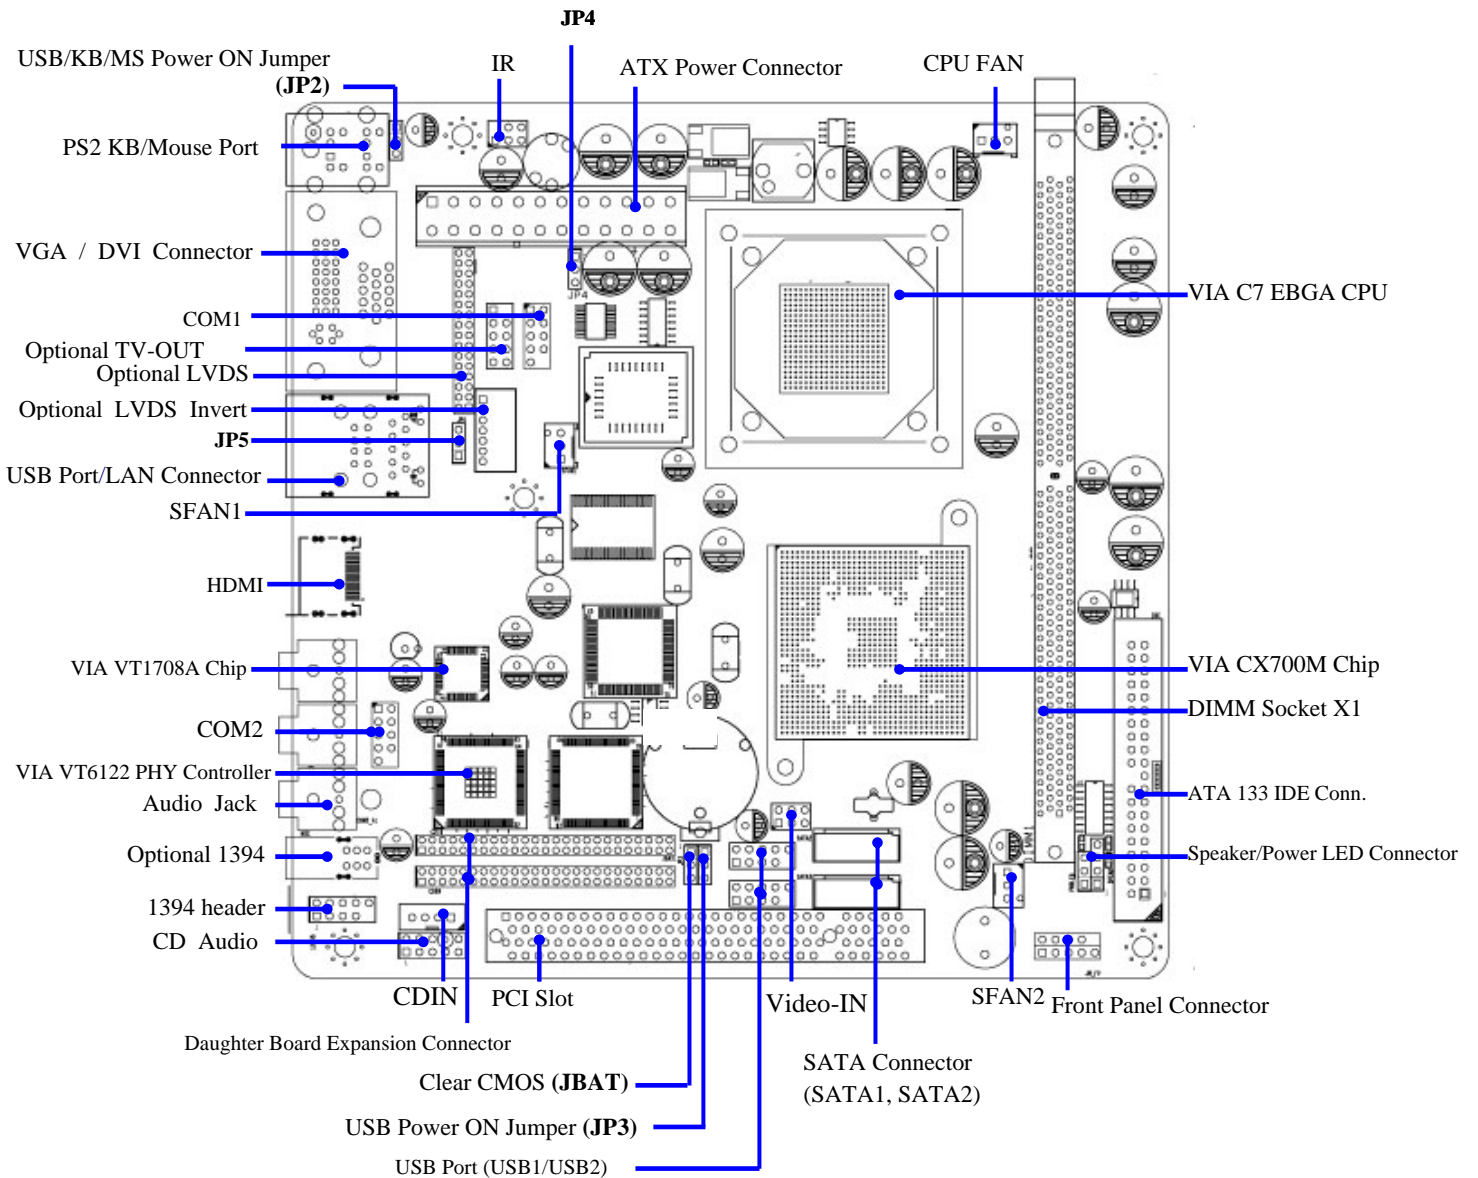 JP4
USB/KB/MS Power ON Jumper
(JP2)
IR
ATX Power Connector
CPU FAN
PS2 KB/Mouse Port
VGA / DVI Connector
VIA C7 EBGA CPU
JP4
COM1
Optional TV-OUT
Optional LVDS
Optional LVDS Invert
JP5
USB Port/LAN Connector
SFAN1
HDMI
VIA VT1708A Chip
VIA CX700M Chip
DIMM Socket X1
COM2
VIA VT6122 PHY Controller
Audio Jack
ATA 133 IDE Conn.
Optional 1394
Speaker/Power LED Connector
1394 header
CD Audio
CDIN
PCI Slot
Video-IN
SFAN2
Front Panel Connector
Daughter Board Expansion Connector
SATA Connector
(SATA1, SATA2)
Clear CMOS (JBAT)
USB Power ON Jumper (JP3)
USB Port (USB1/USB2)